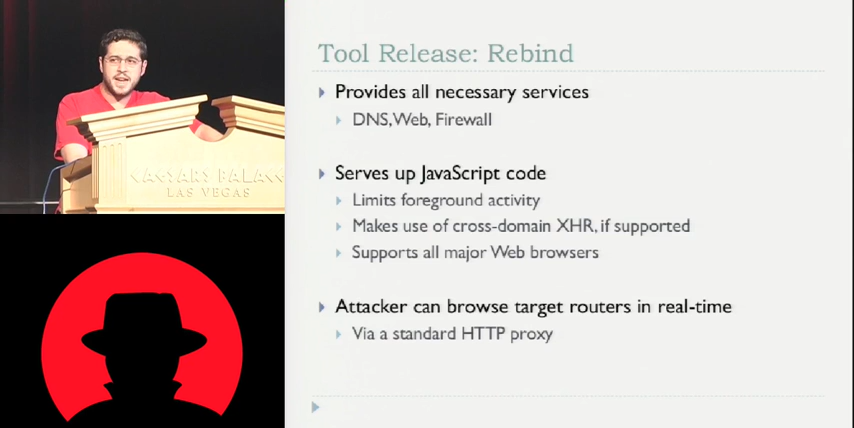 CAESARS PALACE
LAS VEGAS
Tool Release: Rebind
Provides all necessary services
DNS, Web, Firewall
Serves up JavaScript code
Limits foreground activity
Makes use of cross-domain XHR, if supported
Supports all major Web browsers
Attacker can browse target routers in real-time
Via a standard HTTP proxy